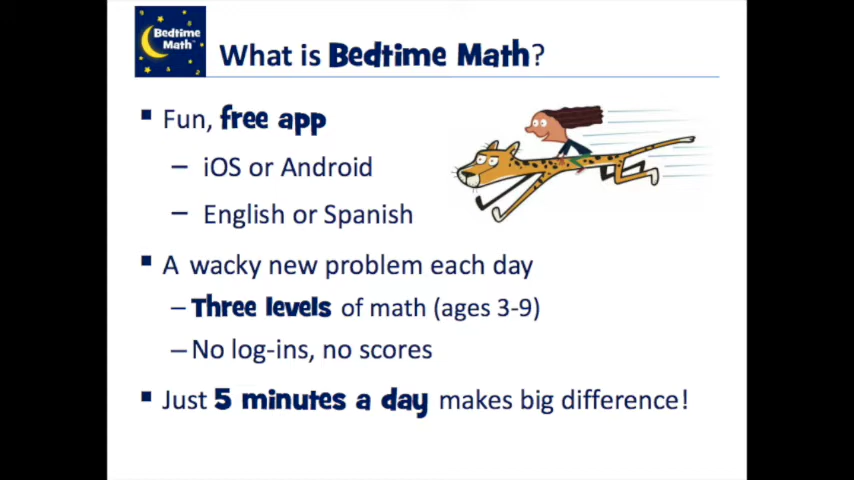 Bedtime
Math™
What is Bedtime Math?
▪ Fun, free app
– iOS or Android
– English or Spanish
▪ A wacky new problem each day
– Three levels of math (ages 3-9)
– No log-ins, no scores
▪ Just 5 minutes a day makes big difference!